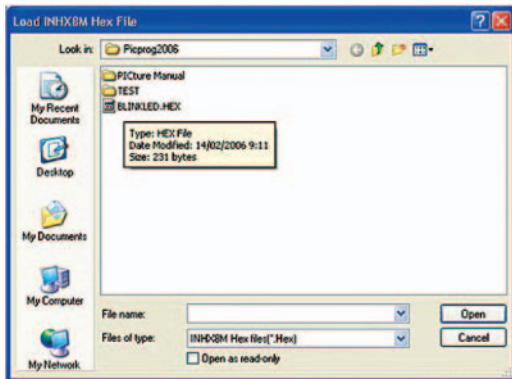 Load INHX8M Hex File
Look in: Picprog2006
PICture Manual
TEST
BLINKLED.HEX
Type: HEX File
Date Modified: 14/02/2006 9:11
Size: 231 bytes
My Recent
Documents
Desktop
My Documents
My Computer
My Network
File name: Open
Files of type: INHX8M Hex files(*.Hex) Cancel
Open as read-only